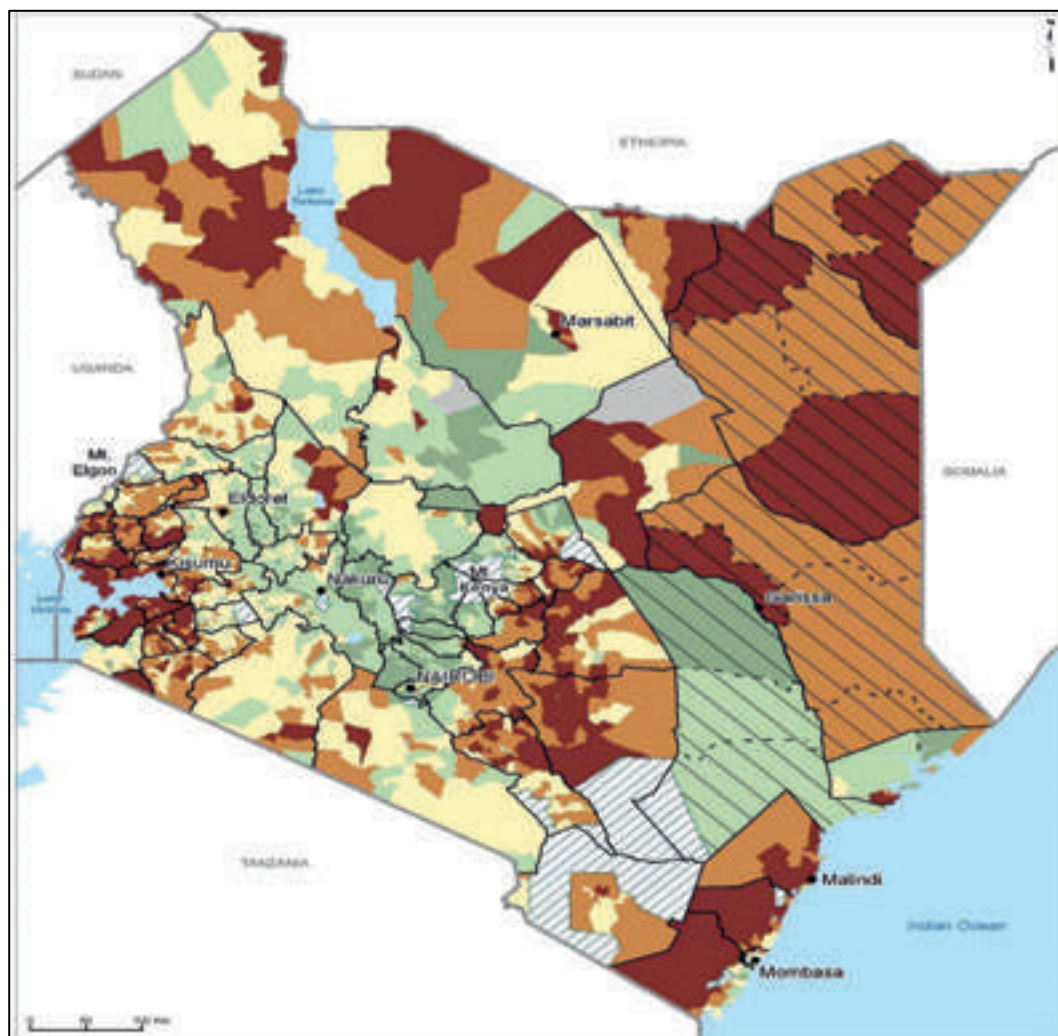 SUDAN
ETHIOPIA
Lake
Turkana
Marsabit
UGANDA
Mt.
Elgon
SOMALIA
Eldoret
Kisumu
Nakuru
Mt.
Kenya
Garissa
Lake
Victoria
NAIROBI
TANZANIA
Malindi
Indian Ocean
Mombasa
0